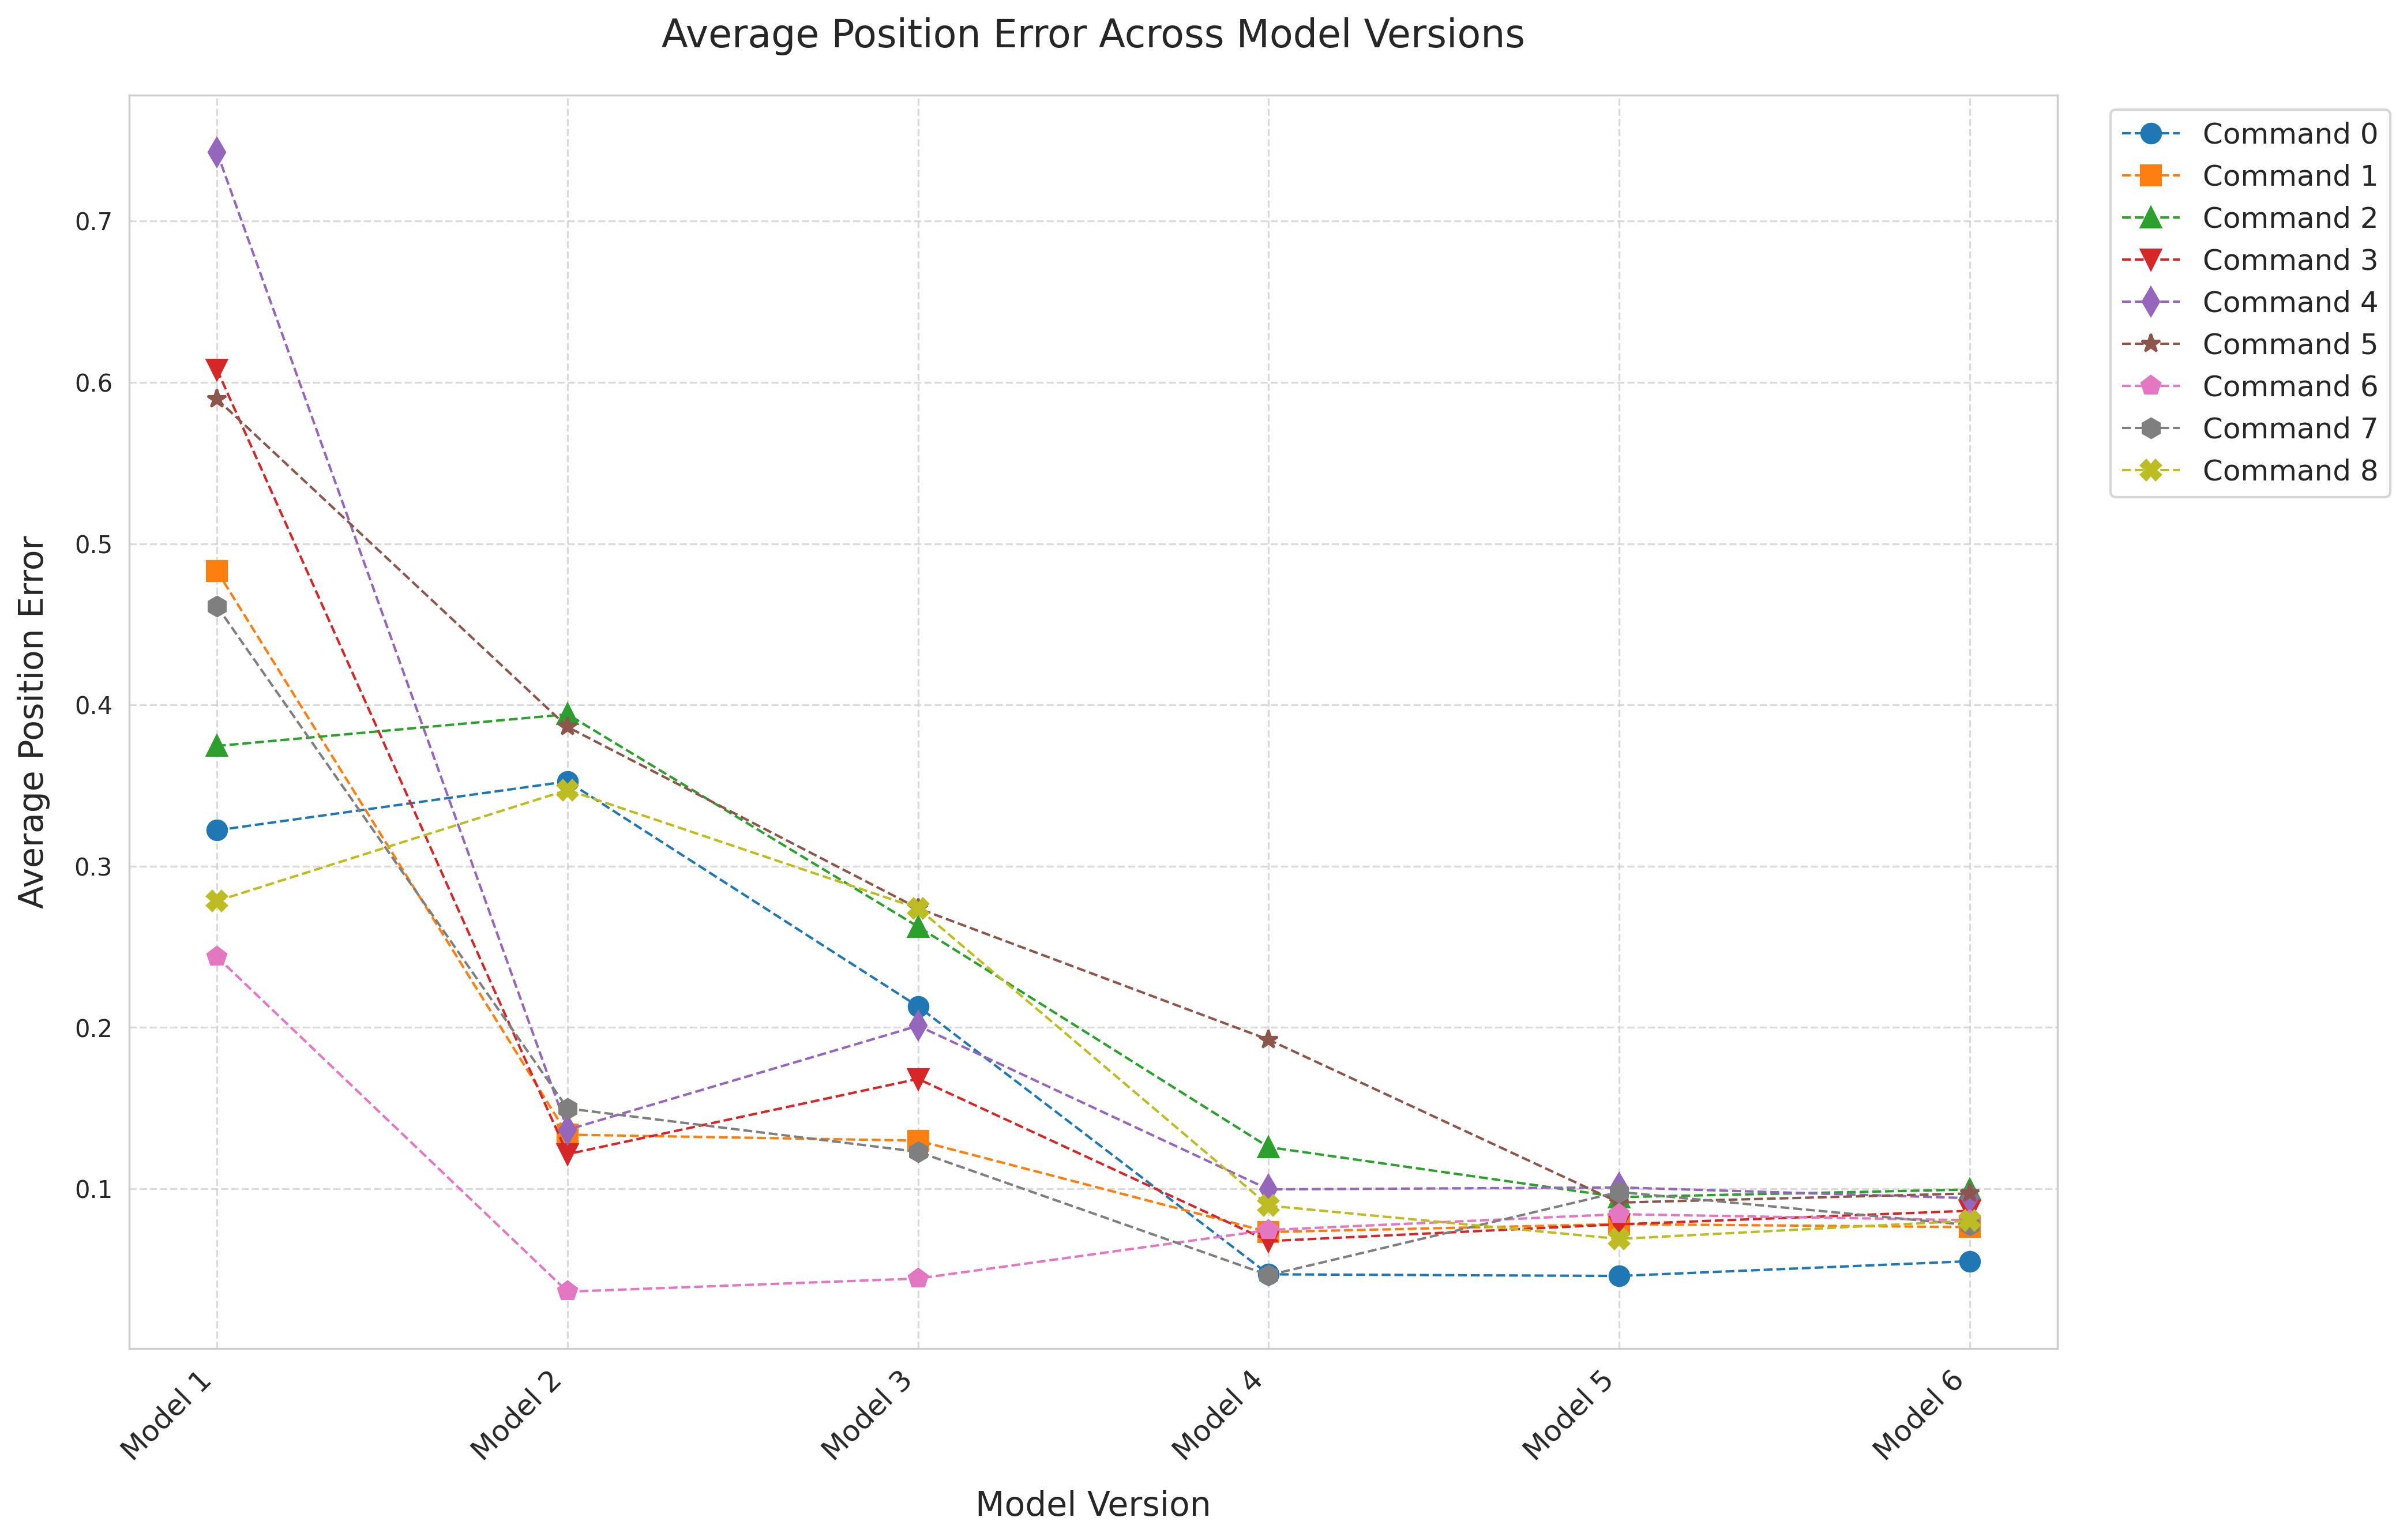 Average Position Error Across Model Versions
Command 0
Command 1
Command 2
Command 3
Command 4
Command 5
Command 6
Command 7
Command 8
Average Position Error
0.7
0.6
0.5
0.4
0.3
0.2
0.1
Model 1
Model 2
Model 3
Model 4
Model 5
Model 6
Model Version